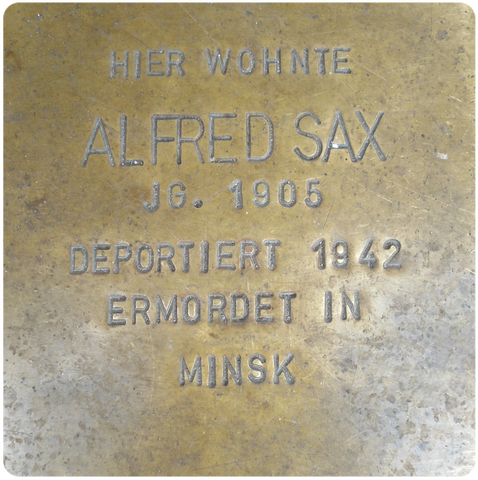 HIER WOHNTE
ALFRED SAX
JG. 1905
DEPORTIERT 1942
ERMORDET IN
MINSK